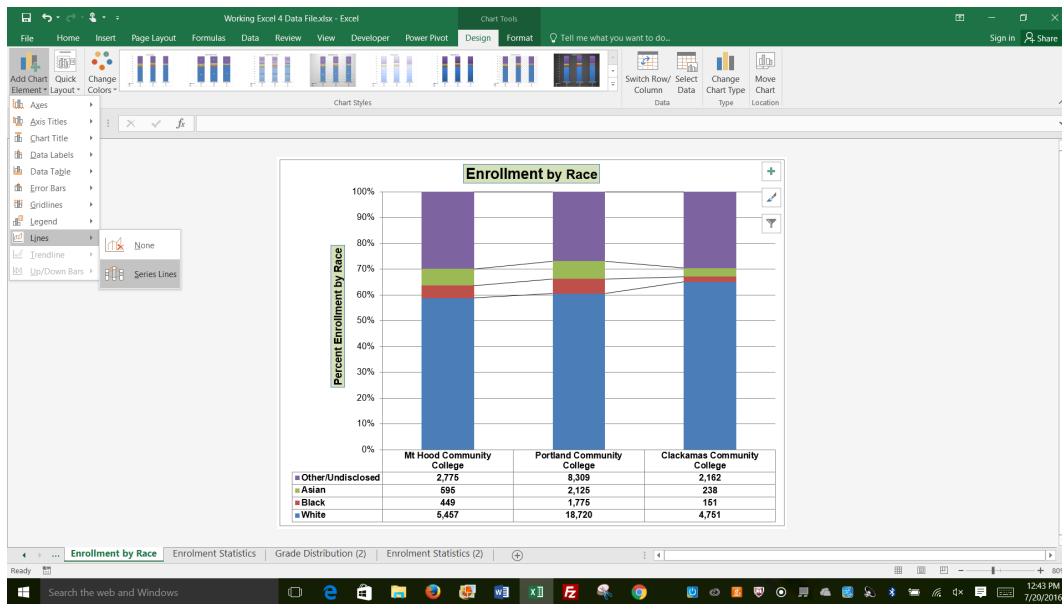 Working Excel 4 Data File.xlsx - Excel
Chart Tools
File Home Insert Page Layout Formulas Data Review View Developer Power Pivot Design Format Tell me what you want to do... Sign in Share
Add Chart Element
Quick Layout
Change Colors
Switch Row/ Column
Select Data
Change Chart Type
Move Chart
Chart Styles Data Type Location
Axes
Axis Titles
Chart Title
Data Labels
Data Table
Error Bars
Gridlines
Legend
Lines
Trendline
Up/Down Bars
None
Series Lines
fx
Enrollment by Race
Percent Enrollment by Race
100%
90%
80%
70%
60%
50%
40%
30%
20%
10%
0%
Mt Hood Community College
Portland Community College
Clackamas Community College
Other/Undisclosed 2,775 8,309 2,162
Asian 595 2,125 238
Black 449 1,775 151
White 5,457 18,720 4,751
... Enrollment by Race Enrolment Statistics Grade Distribution (2) Enrolment Statistics (2)
Ready
80%
Search the web and Windows
12:43 PM
7/20/2016